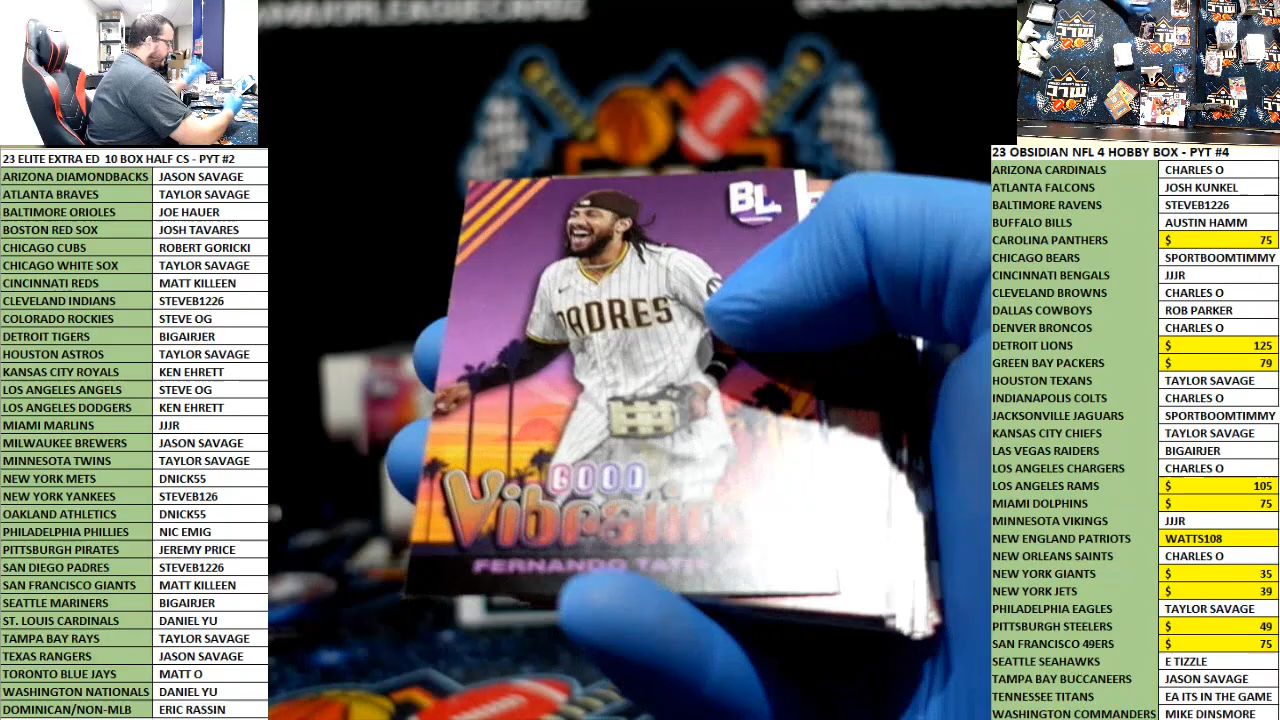 23 ELITE EXTRA ED 10 BOX HALF CS - PYT #2
ARIZONA DIAMONDBACKS JASON SAVAGE
ATLANTA BRAVES TAYLOR SAVAGE
BALTIMORE ORIOLES JOE HAUER
BOSTON RED SOX JOSH TAVARES
CHICAGO CUBS ROBERT GORICKI
CHICAGO WHITE SOX TAYLOR SAVAGE
CINCINNATI REDS MATT KILLEEN
CLEVELAND INDIANS STEVEB1226
COLORADO ROCKIES STEVE OG
DETROIT TIGERS BIGAIRJER
HOUSTON ASTROS TAYLOR SAVAGE
KANSAS CITY ROYALS KEN EHRETT
LOS ANGELES ANGELS STEVE OG
LOS ANGELES DODGERS KEN EHRETT
MIAMI MARLINS JJJR
MILWAUKEE BREWERS JASON SAVAGE
MINNESOTA TWINS TAYLOR SAVAGE
NEW YORK METS DNICK55
NEW YORK YANKEES STEVEB126
OAKLAND ATHLETICS DNICK55
PHILADELPHIA PHILLIES NIC EMIG
PITTSBURGH PIRATES JEREMY PRICE
SAN DIEGO PADRES STEVEB1226
SAN FRANCISCO GIANTS MATT KILLEEN
SEATTLE MARINERS BIGAIRJER
ST. LOUIS CARDINALS DANIEL YU
TAMPA BAY RAYS TAYLOR SAVAGE
TEXAS RANGERS JASON SAVAGE
TORONTO BLUE JAYS MATT O
WASHINGTON NATIONALS DANIEL YU
DOMINICAN/NON-MLB ERIC RASSIN
BL
PADRES
GOOD
FERNANDO
23 OBSIDIAN NFL 4 HOBBY BOX - PYT #4
ARIZONA CARDINALS CHARLES O
ATLANTA FALCONS JOSH KUNKEL
BALTIMORE RAVENS STEVEB1226
BUFFALO BILLS AUSTIN HAMM
CAROLINA PANTHERS $ 75
CHICAGO BEARS SPORTBOOMTIMMY
CINCINNATI BENGALS JJJR
CLEVELAND BROWNS CHARLES O
DALLAS COWBOYS ROB PARKER
DENVER BRONCOS CHARLES O
DETROIT LIONS $ 125
GREEN BAY PACKERS $ 79
HOUSTON TEXANS TAYLOR SAVAGE
INDIANAPOLIS COLTS CHARLES O
JACKSONVILLE JAGUARS SPORTBOOMTIMMY
KANSAS CITY CHIEFS TAYLOR SAVAGE
LAS VEGAS RAIDERS BIGAIRJER
LOS ANGELES CHARGERS CHARLES O
LOS ANGELES RAMS $ 105
MIAMI DOLPHINS $ 75
MINNESOTA VIKINGS JJJR
NEW ENGLAND PATRIOTS WATTS108
NEW ORLEANS SAINTS CHARLES O
NEW YORK GIANTS $ 35
NEW YORK JETS $ 39
PHILADELPHIA EAGLES TAYLOR SAVAGE
PITTSBURGH STEELERS $ 49
SAN FRANCISCO 49ERS $ 75
SEATTLE SEAHAWKS E TIZZLE
TAMPA BAY BUCCANEERS JASON SAVAGE
TENNESSEE TITANS EA ITS IN THE GAME
WASHINGTON COMMANDERS MIKE DINSMORE